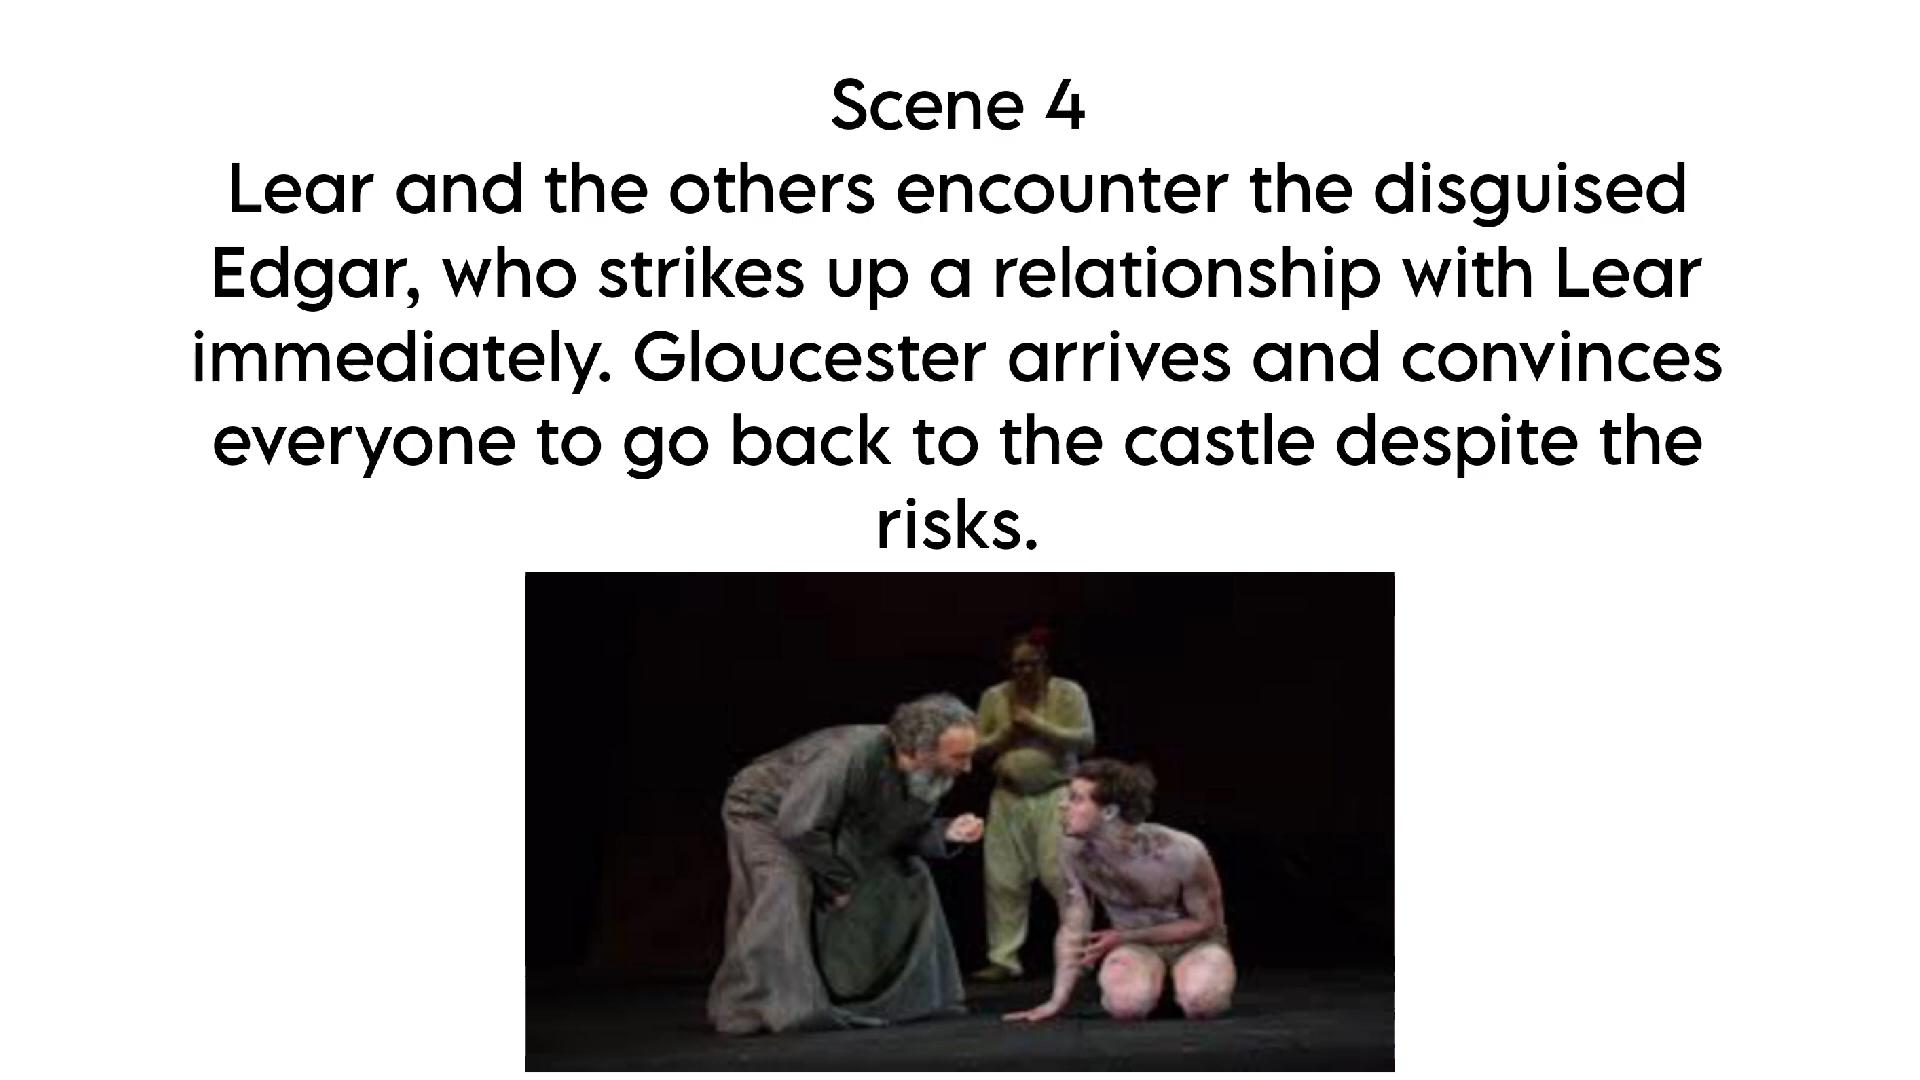 Scene 4
Lear and the others encounter the disguised
Edgar, who strikes up a relationship with Lear
immediately. Gloucester arrives and convinces
everyone to go back to the castle despite the
risks.